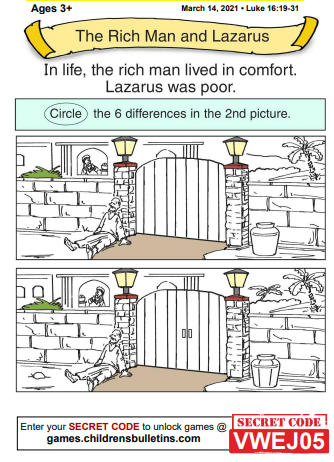 Ages 3+
March 14, 2021 • Luke 16:19-31
The Rich Man and Lazarus
In life, the rich man lived in comfort.
Lazarus was poor.
Circle the 6 differences in the 2nd picture.
Enter your SECRET CODE to unlock games @
games.childrensbulletins.com
SECRET CODE
VWEJ05